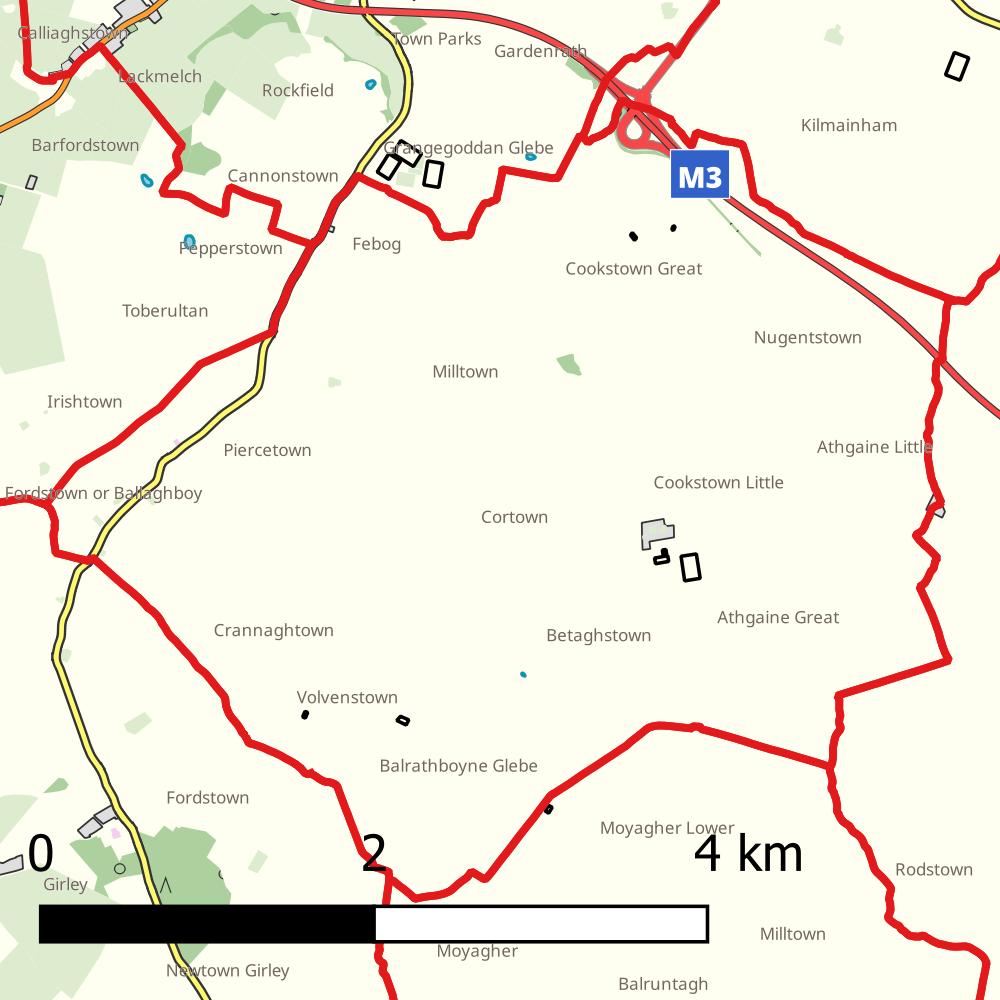 Calliaghstown
Town Parks
Gardenrath
Lackmelch
Rockfield
Kilmainham
Barfordstown
Grangegoddan Glebe
Cannonstown
M3
Pepperstown
Febog
Cookstown Great
Toberultan
Nugentstown
Milltown
Irishtown
Piercetown
Athgaine Little
Cookstown Little
Fordstown or Ballaghboy
Cortown
Athgaine Great
Crannaghtown
Betaghstown
Volvenstown
Balrathboyne Glebe
Fordstown
Moyagher Lower
0 2 4 km
Rodstown
Girley
Milltown
Moyagher
Newtown Girley
Balruntagh